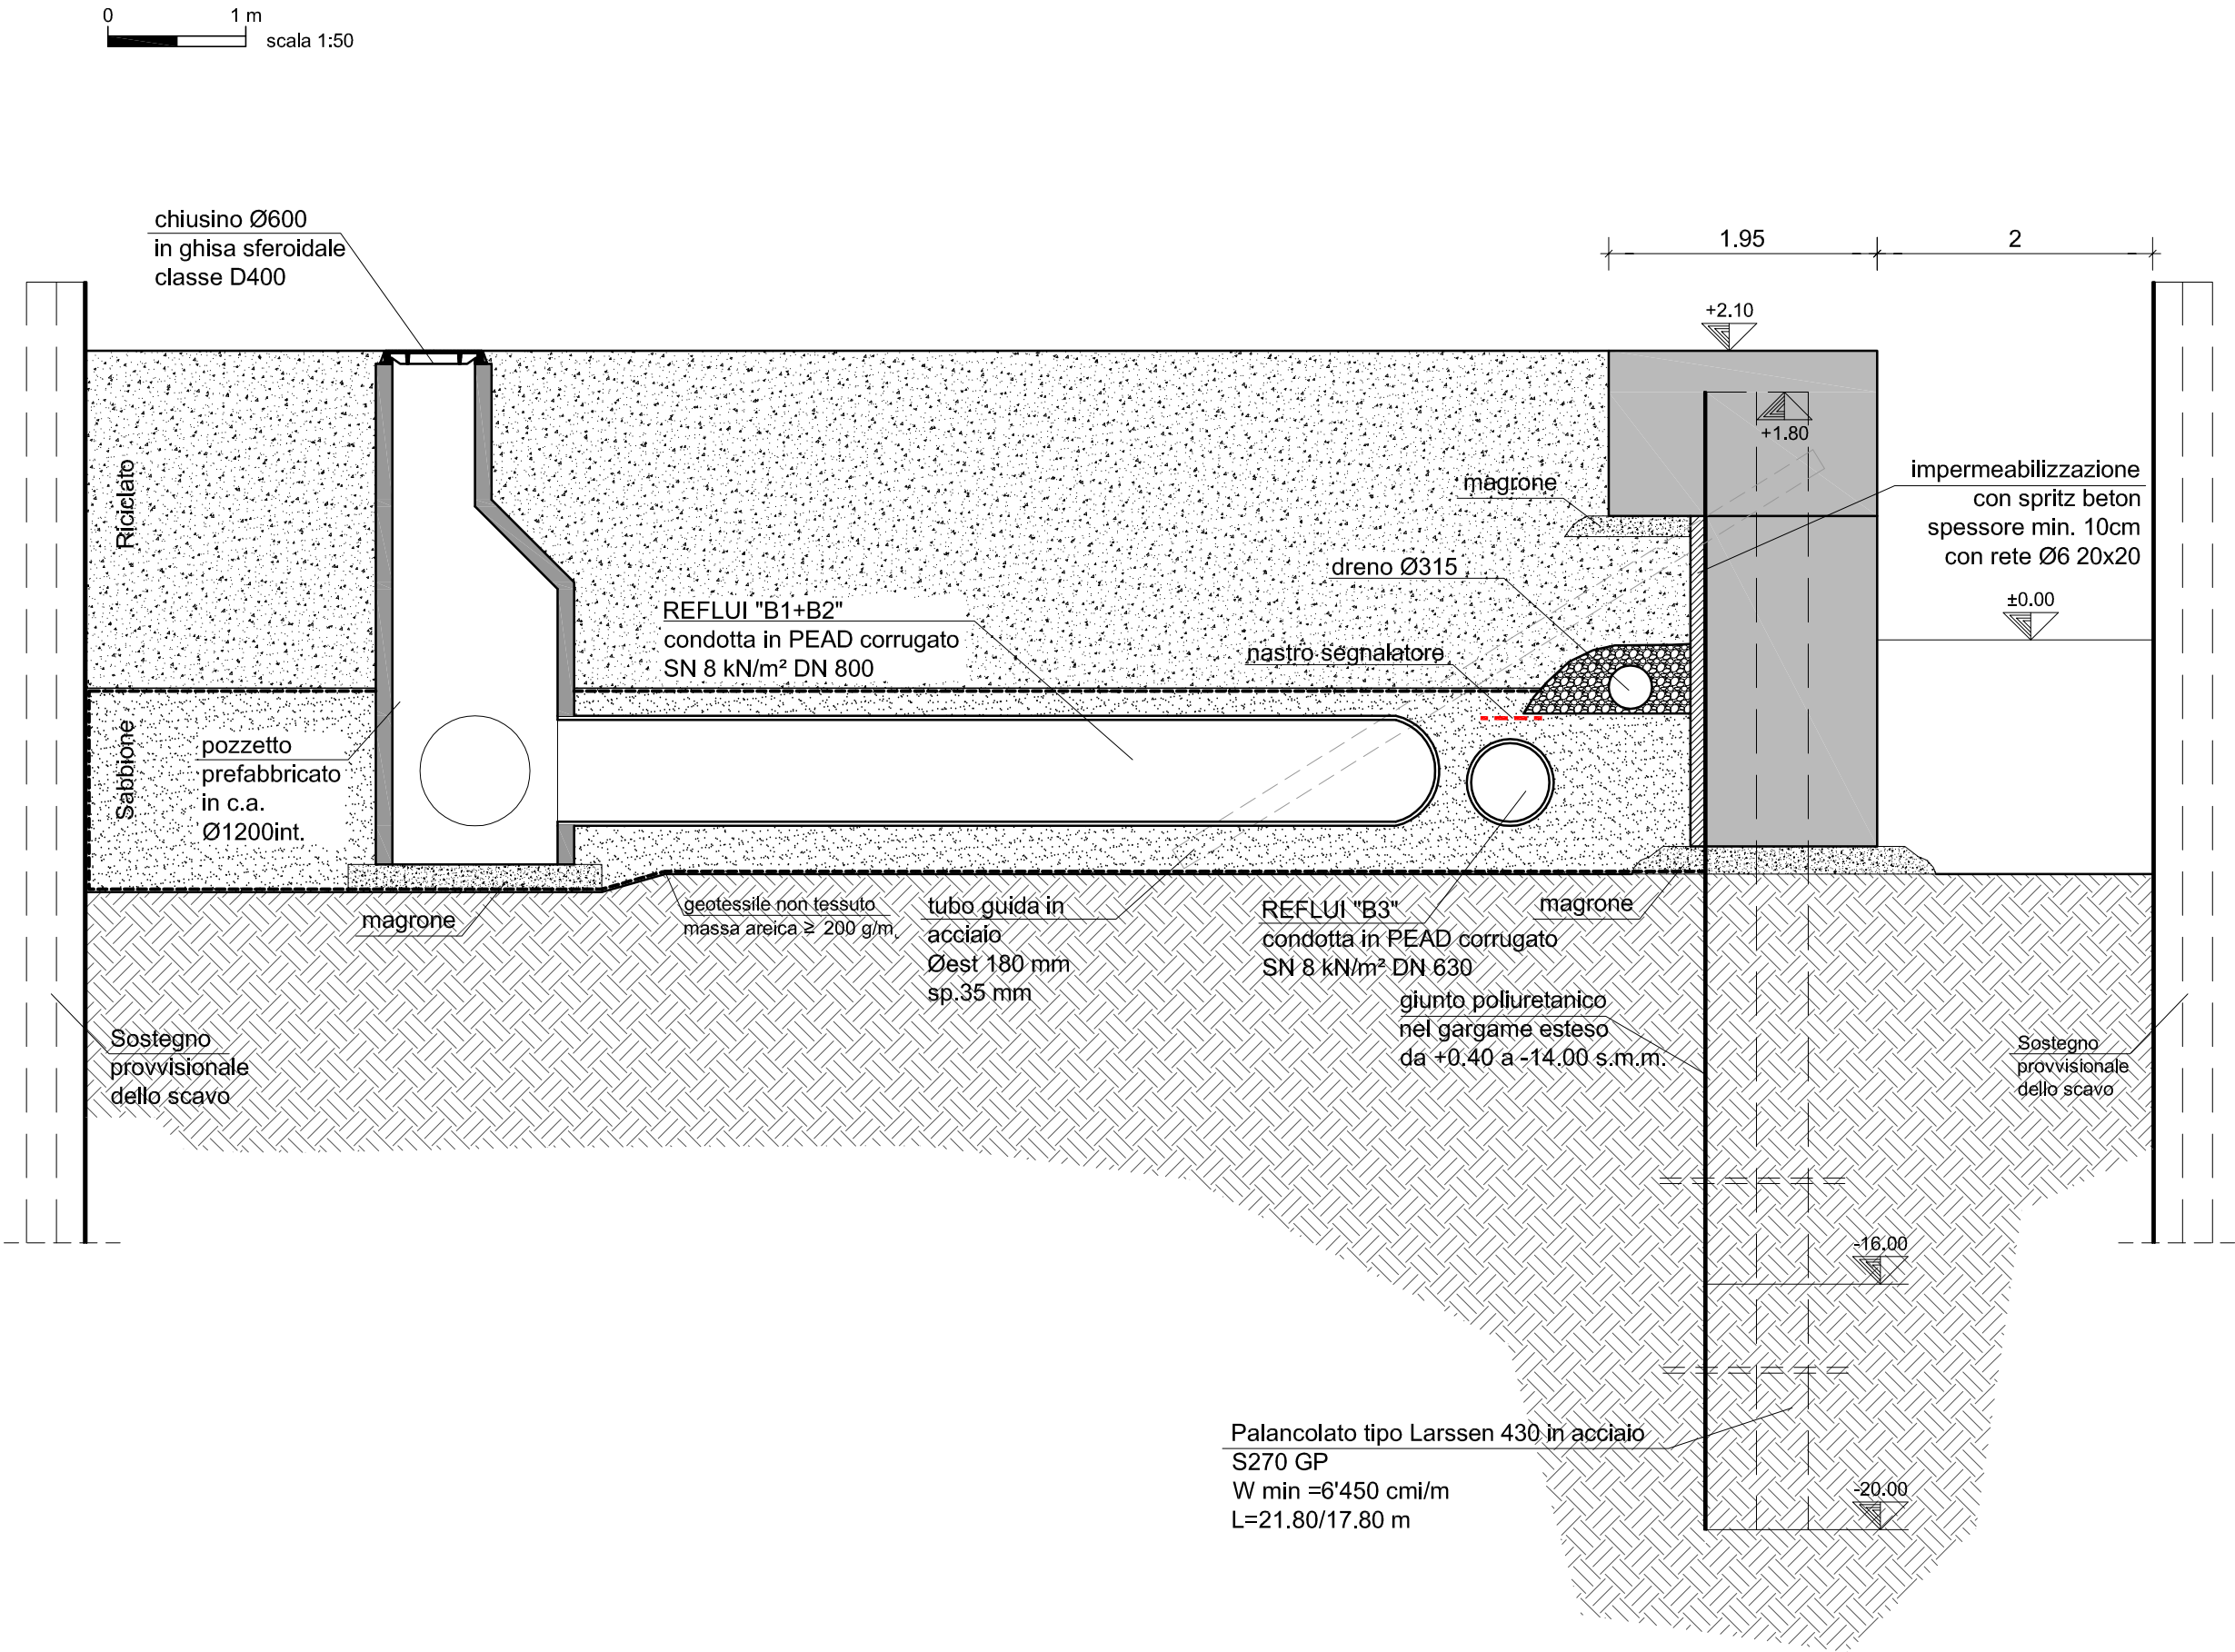 0 1 m
scala 1:50
chiusino Ø600
in ghisa sferoidale
classe D400
1.95
2
+2.10
+1.80
Riciclato
magrone
impermeabilizzazione
con spritz beton
spessore min. 10cm
con rete Ø6 20x20
dreno Ø315
±0.00
REFLUI "B1+B2"
condotta in PEAD corrugato
SN 8 kN/m² DN 800
nastro segnalatore
Sabbione
pozzetto
prefabbricato
in c.a.
Ø1200int.
magrone
geotessile non tessuto
massa areica ≥ 200 g/m
tubo guida in
acciaio
Øest 180 mm
sp.35 mm
REFLUI "B3"
condotta in PEAD corrugato
SN 8 kN/m² DN 630
magrone
giunto poliuretanico
nel gargame esteso
da +0.40 a -14.00 s.m.m.
Sostegno
provvisionale
dello scavo
Sostegno
provvisionale
dello scavo
-16.00
Palancolato tipo Larssen 430 in acciaio
S270 GP
W min =6'450 cmi/m
L=21.80/17.80 m
-20.00